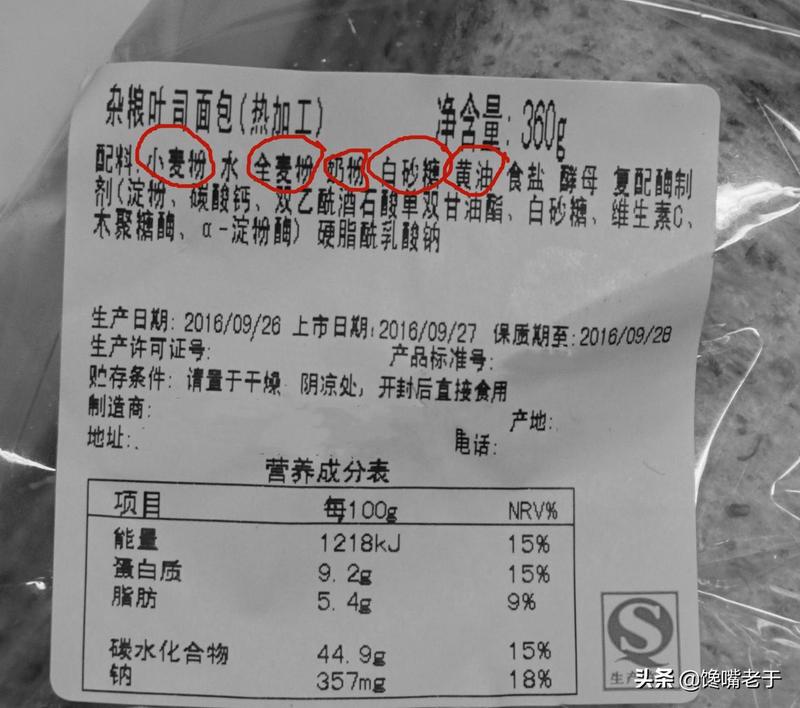 杂粮吐司面包(热加工) 净含量: 360g
配料: 小麦粉 水 全麦粉 奶粉 白砂糖 黄油 食盐 酵母 复配酶制
剂(淀粉、碳酸钙、双乙酰酒石酸单双甘油酯、白砂糖、维生素C、
木聚糖酶、α-淀粉酶) 硬脂酰乳酸钠
生产日期: 2016/09/26 上市日期: 2016/09/27 保质期至: 2016/09/28
生产许可证号: 产品标准号:
贮存条件: 请置于干燥、阴凉处, 开封后直接食用
制造商: 产地:
地址: 电话:
营养成分表
项目 每100g NRV%
能量 1218kJ 15%
蛋白质 9.2g 15%
脂肪 5.4g 9%
碳水化合物 44.9g 15%
钠 357mg 18%
生产
头条 @馋嘴老于